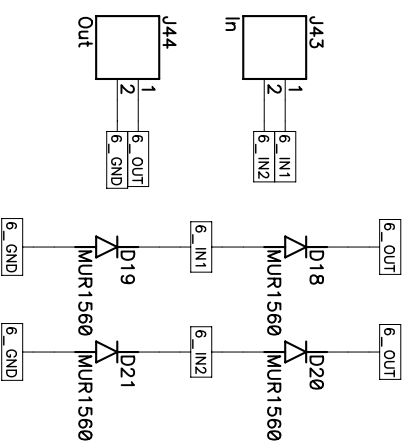 J43
1 6_IN1
2 6_IN2
In
J44
1 6_OUT
2 6_GND
Out
6_OUT
6_OUT
D18
D20
MUR1560
MUR1560
6_IN1
6_IN2
D19
D21
MUR1560
MUR1560
6_GND
6_GND